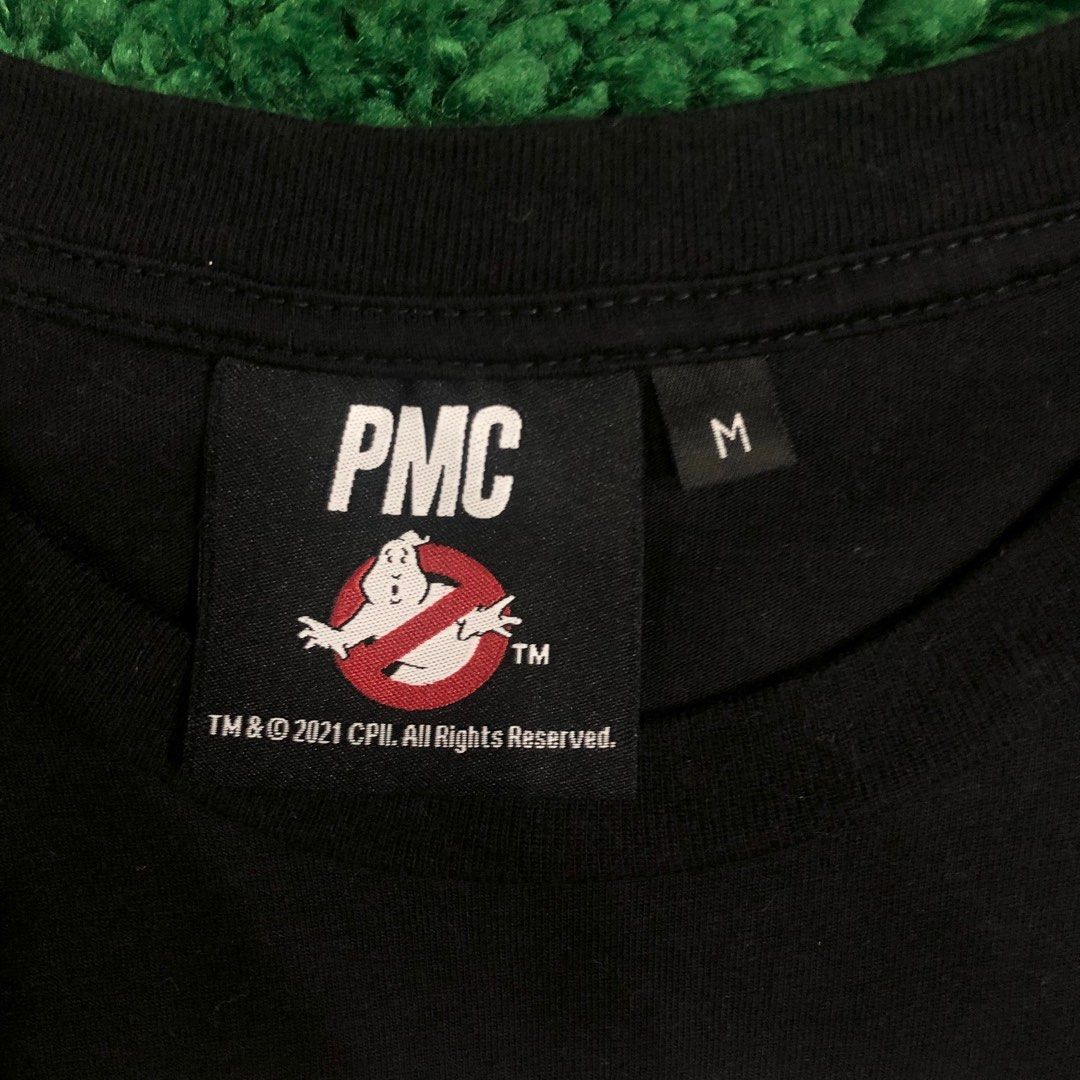 PMC
M
TM
TM & © 2021 CPII. All Rights Reserved.